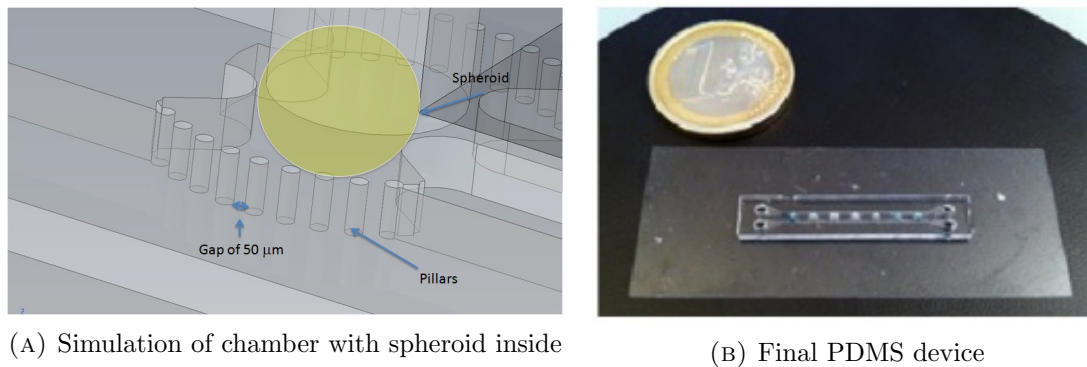 Spheroid
Gap of 50 μm
Pillars
(A) Simulation of chamber with spheroid inside
(B) Final PDMS device